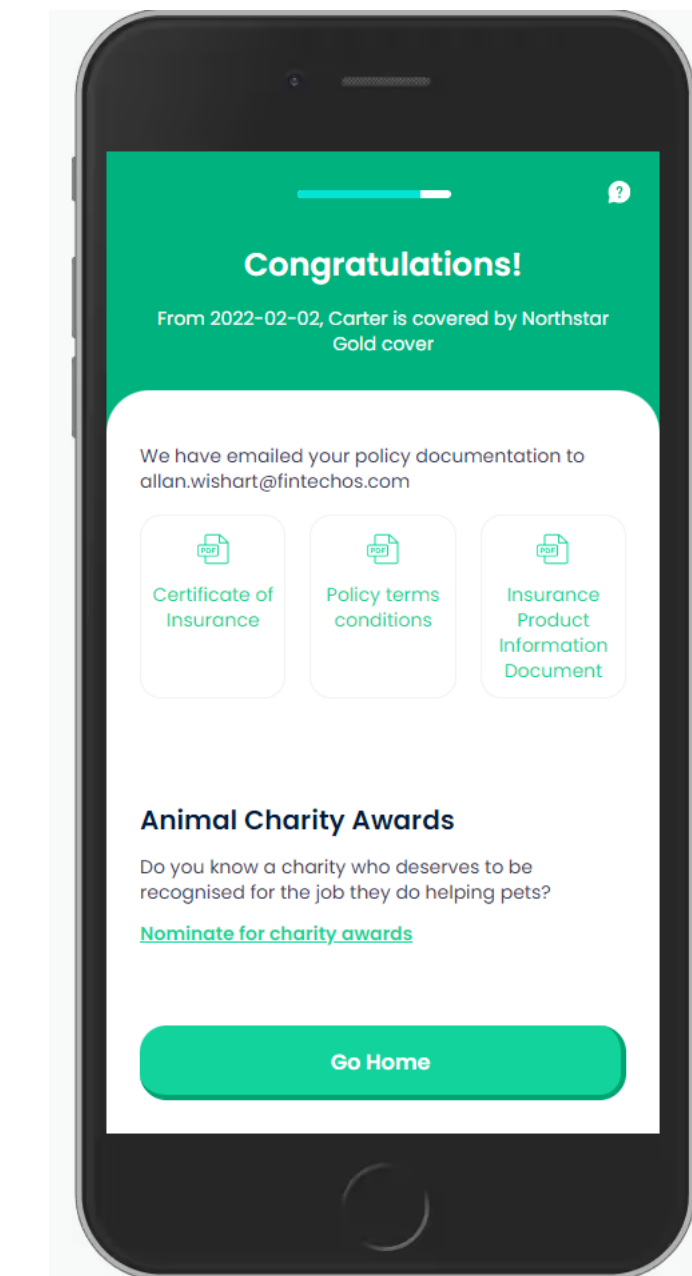 ?
Congratulations!
From 2022-02-02, Carter is covered by Northstar
Gold cover
We have emailed your policy documentation to
allan.wishart@fintechos.com
PDF
PDF
PDF
Certificate of
Insurance
Policy terms
conditions
Insurance
Product
Information
Document
Animal Charity Awards
Do you know a charity who deserves to be
recognised for the job they do helping pets?
Nominate for charity awards
Go Home